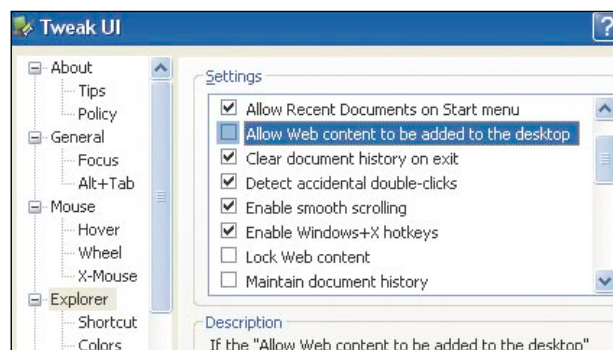 Tweak UI
?
About
Tips
Policy
General
Focus
Alt+Tab
Mouse
Hover
Wheel
X-Mouse
Explorer
Shortcut
Colors
Settings
Allow Recent Documents on Start menu
Allow Web content to be added to the desktop
Clear document history on exit
Detect accidental double-clicks
Enable smooth scrolling
Enable Windows+X hotkeys
Lock Web content
Maintain document history
Description
If the "Allow Web content to be added to the desktop"